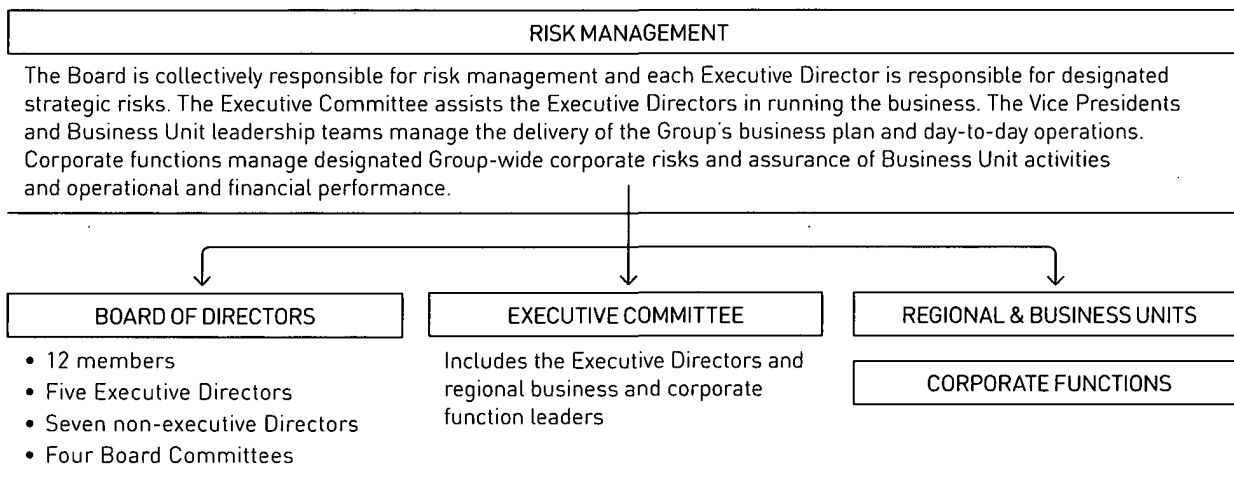 RISK MANAGEMENT
The Board is collectively responsible for risk management and each Executive Director is responsible for designated
strategic risks. The Executive Committee assists the Executive Directors in running the business. The Vice Presidents
and Business Unit leadership teams manage the delivery of the Group's business plan and day-to-day operations.
Corporate functions manage designated Group-wide corporate risks and assurance of Business Unit activities
and operational and financial performance.
BOARD OF DIRECTORS
• 12 members
• Five Executive Directors
• Seven non-executive Directors
• Four Board Committees
EXECUTIVE COMMITTEE
Includes the Executive Directors and
regional business and corporate
function leaders
REGIONAL & BUSINESS UNITS
CORPORATE FUNCTIONS